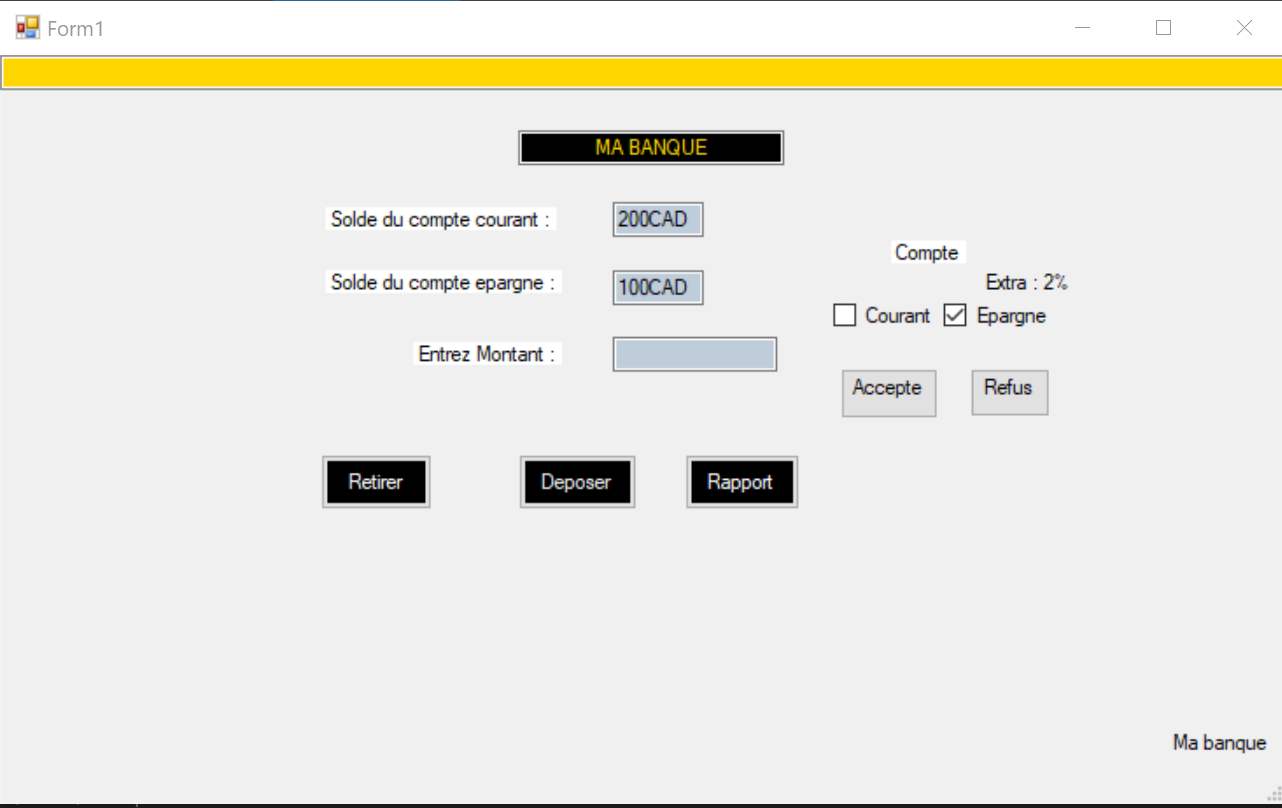 Form1
MA BANQUE
Solde du compte courant : 200CAD
Compte
Solde du compte epargne : 100CAD
Extra : 2%
Courant Epargne
Entrez Montant :
Accepte Refus
Retirer Deposer Rapport
Ma banque